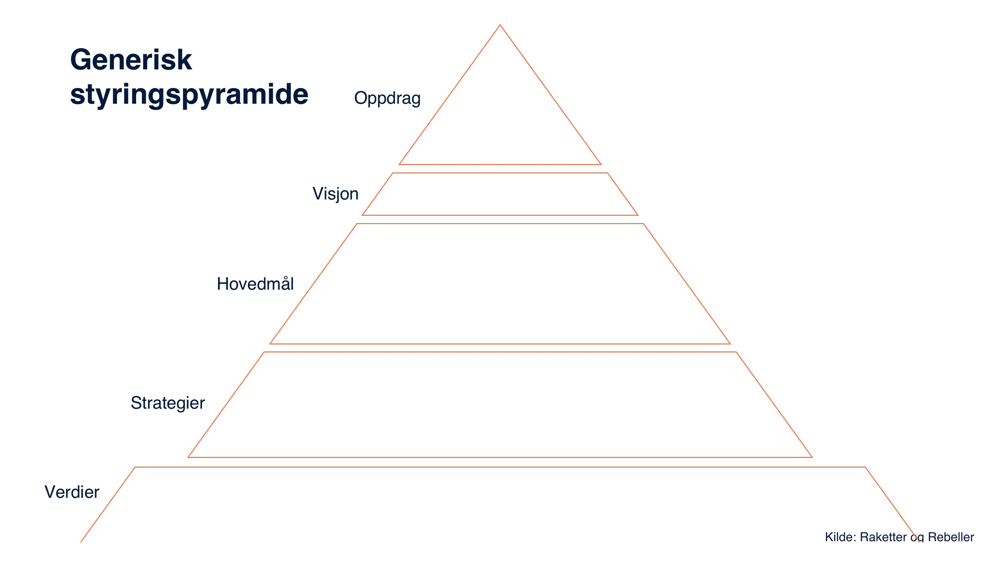 Generisk
styringspyramide
Oppdrag
Visjon
Hovedmål
Strategier
Verdier
Kilde: Raketter og Rebeller